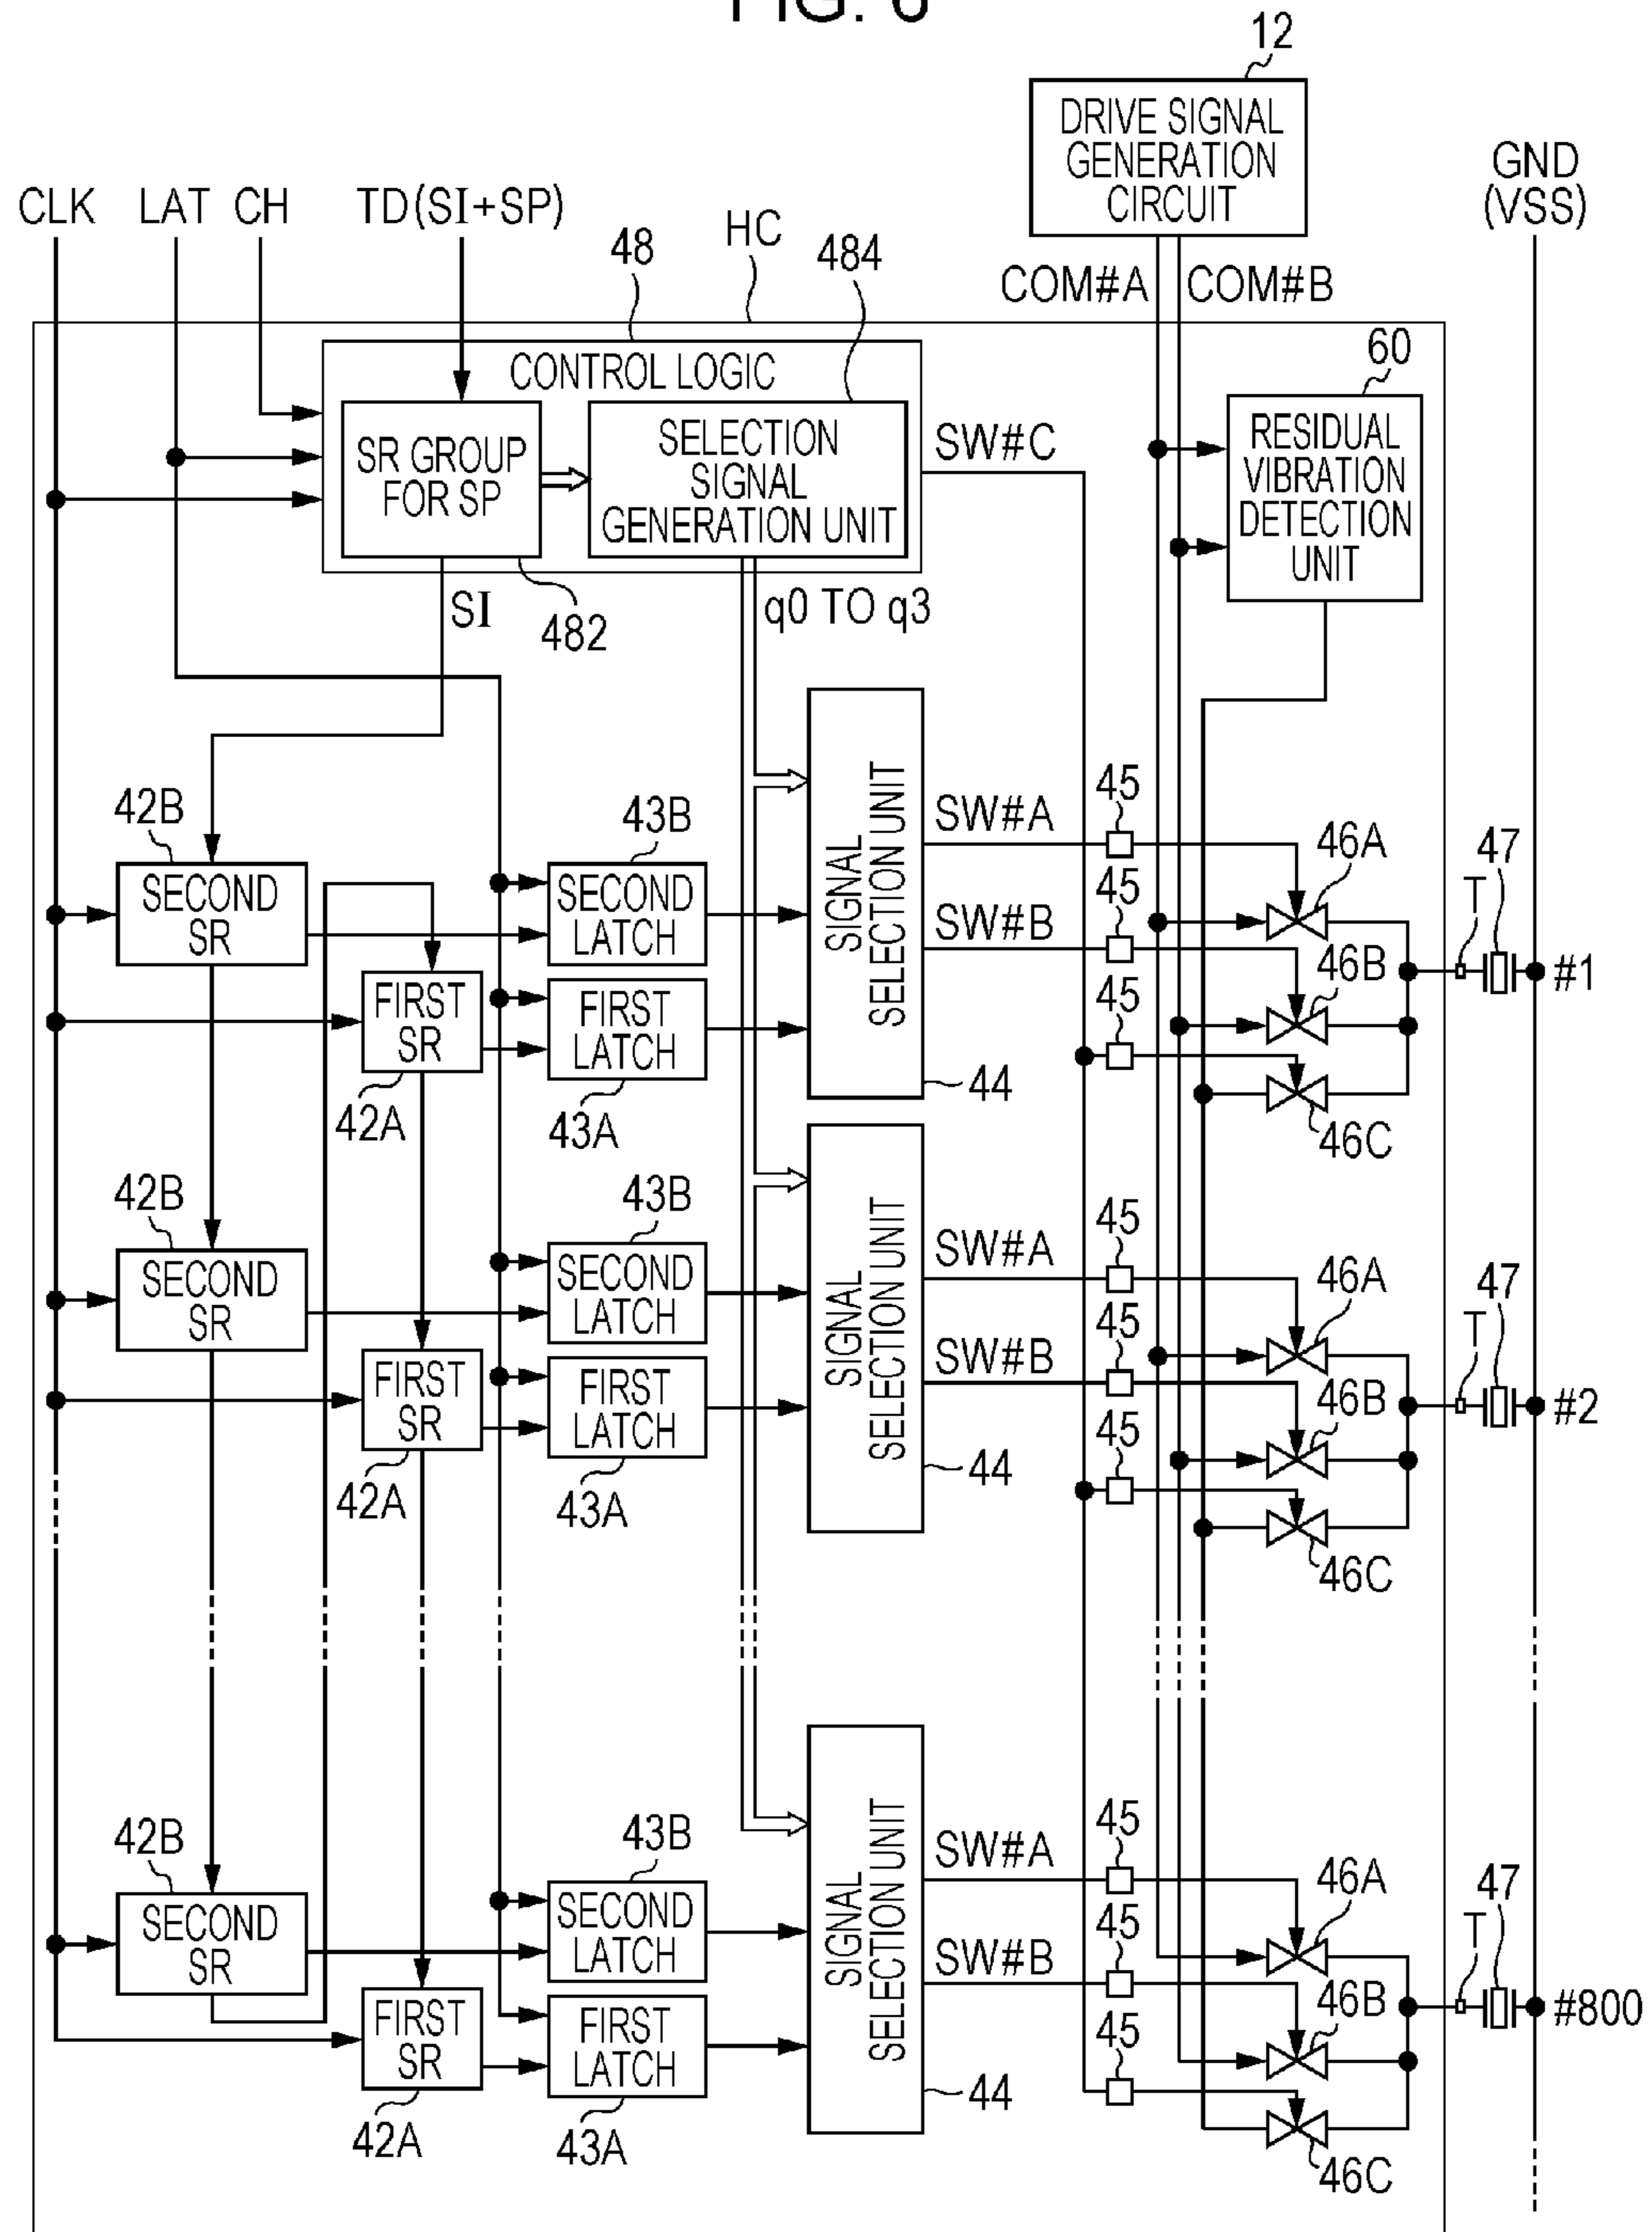 12
DRIVE SIGNAL
GENERATION
CIRCUIT
GND
(VSS)
CLK
LAT
CH
TD(SI+SP)
48
HC
484
COM#A
COM#B
60
CONTROL LOGIC
SR GROUP
FOR SP
SELECTION
SIGNAL
GENERATION UNIT
SW#C
RESIDUAL
VIBRATION
DETECTION
UNIT
SI
482
q0 TO q3
42B
SECOND
SR
43B
SECOND
LATCH
FIRST
SR
42A
FIRST
LATCH
43A
SIGNAL
SELECTION UNIT
44
SW#A
45
SW#B
45
45
46A
46B
46C
T
47
#1
42B
SECOND
SR
43B
SECOND
LATCH
FIRST
SR
42A
FIRST
LATCH
43A
SIGNAL
SELECTION UNIT
44
SW#A
45
SW#B
45
45
46A
46B
46C
T
47
#2
42B
SECOND
SR
43B
SECOND
LATCH
FIRST
SR
42A
FIRST
LATCH
43A
SIGNAL
SELECTION UNIT
44
SW#A
45
SW#B
45
45
46A
46B
46C
T
47
#800